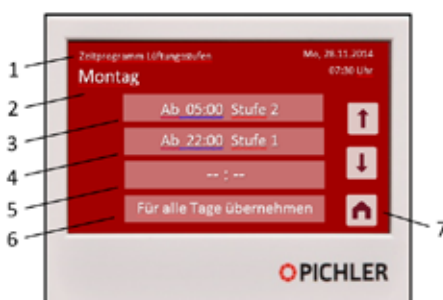 Zeitprogramm Lüftungsstufen
Mo, 28.11.2014
07:30 Uhr
Montag
Ab 05:00 Stufe 2
Ab 22:00 Stufe 1
-- : --
Für alle Tage übernehmen
PICHLER
1
2
3
4
5
6
7